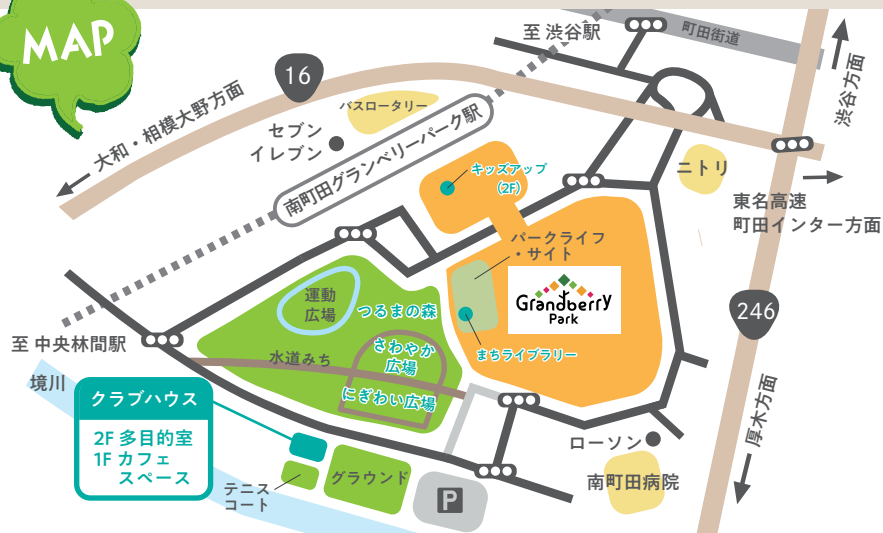 MAP
至 渋谷駅
町田街道
渋谷方面
16
大和・相模大野方面
バスロータリー
セブン
イレブン
南町田グランベリーパーク駅
キッズアップ
(2F)
ニトリ
東名高速
町田インター方面
パークライフ
・サイト
Grandberry
Park
まちライブラリー
246
運動
広場
つるまの森
さわやか
広場
水道みち
にぎわい広場
至 中央林間駅
境川
クラブハウス
2F 多目的室
1F カフェ
スペース
テニス
コート
グラウンド
P
ローソン
南町田病院
厚木方面